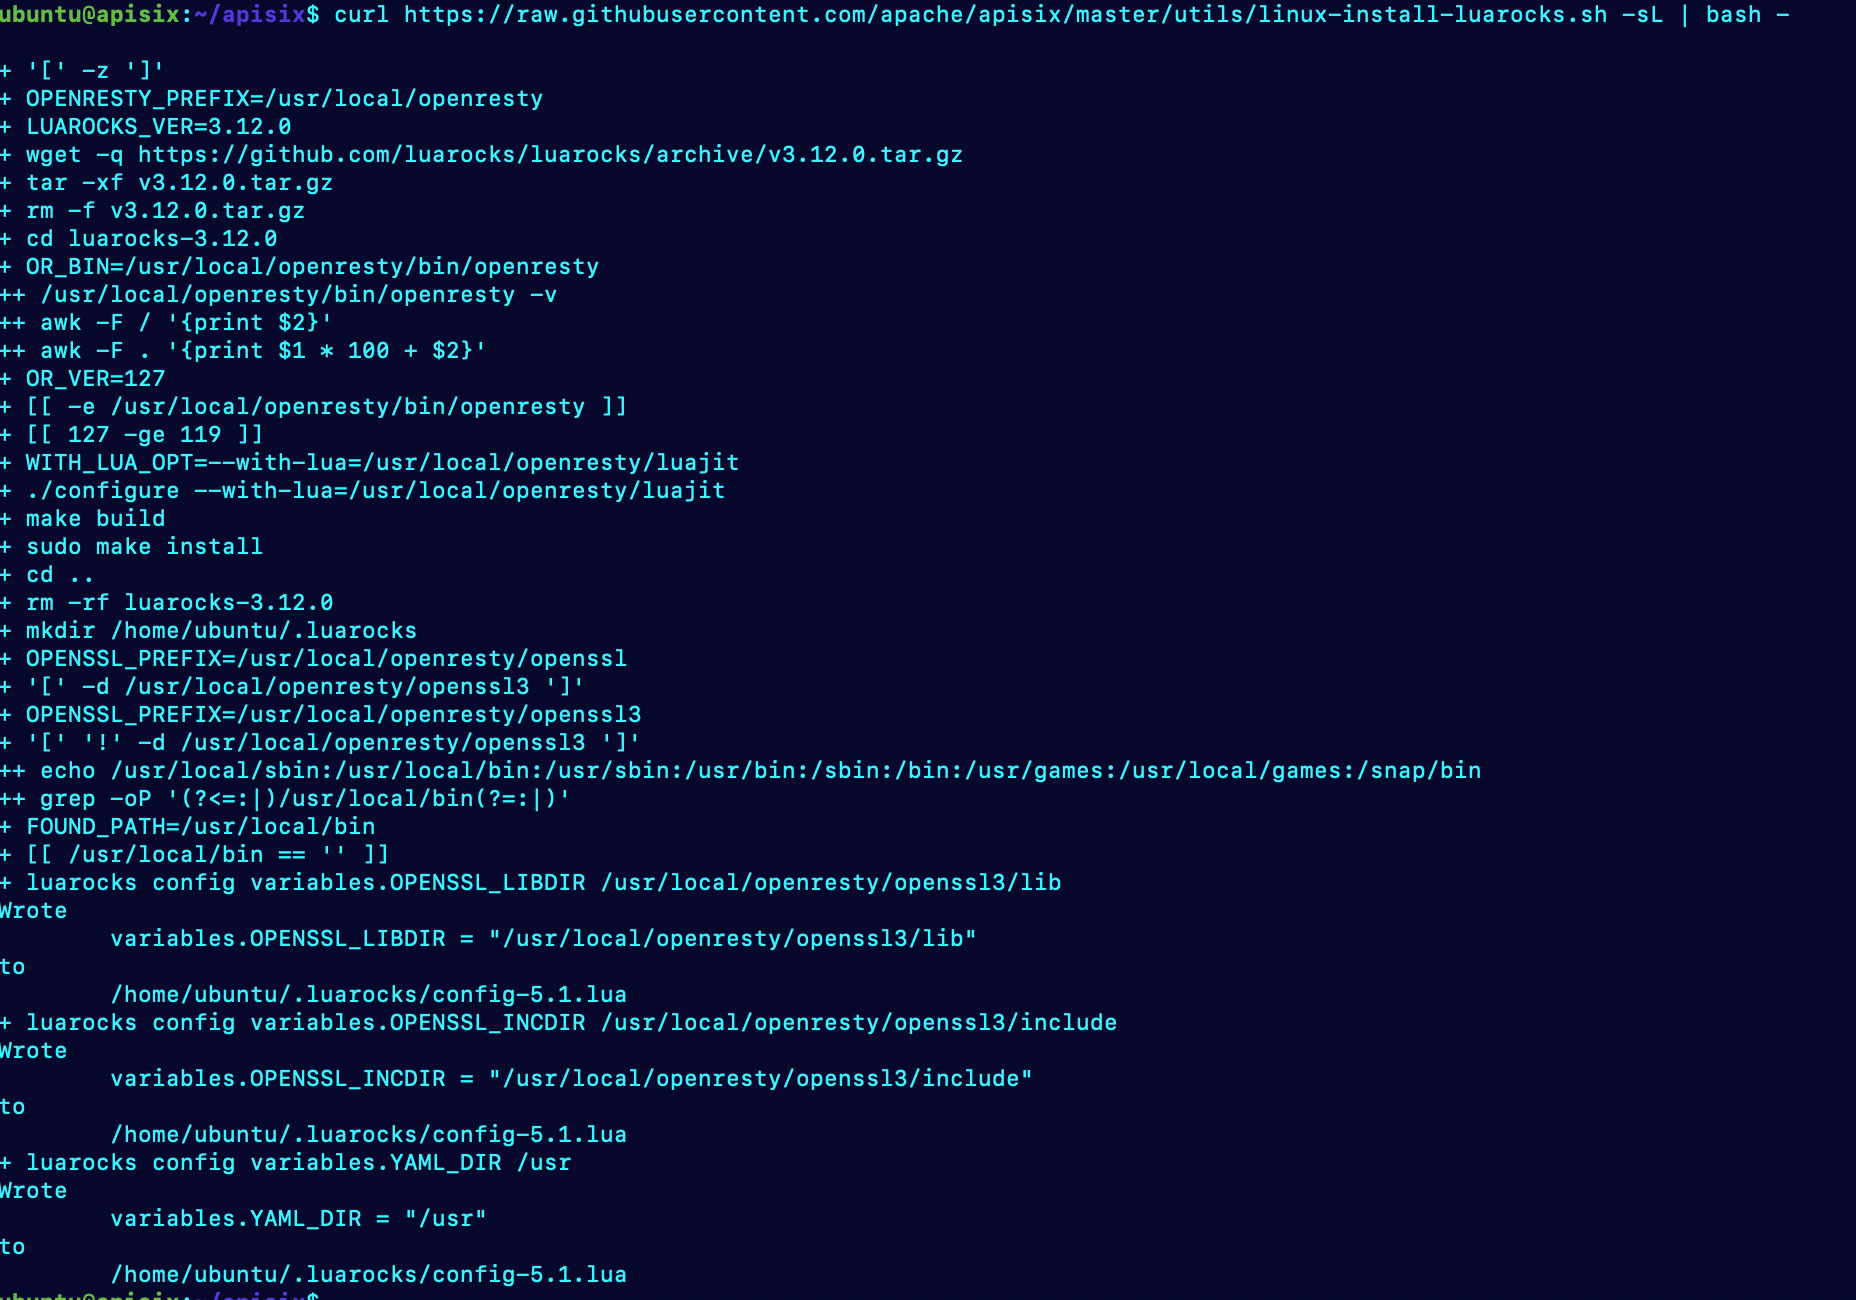 ubuntu@apisix:~/apisix$ curl https://raw.githubusercontent.com/apache/apisix/master/utils/linux-install-luarocks.sh -sL | bash -
+ '[' -z ']'
+ OPENRESTY_PREFIX=/usr/local/openresty
+ LUAROCKS_VER=3.12.0
+ wget -q https://github.com/luarocks/luarocks/archive/v3.12.0.tar.gz
+ tar -xf v3.12.0.tar.gz
+ rm -f v3.12.0.tar.gz
+ cd luarocks-3.12.0
+ OR_BIN=/usr/local/openresty/bin/openresty
++ /usr/local/openresty/bin/openresty -v
++ awk -F / '{print $2}'
++ awk -F . '{print $1 * 100 + $2}'
+ OR_VER=127
+ [[ -e /usr/local/openresty/bin/openresty ]]
+ [[ 127 -ge 119 ]]
+ WITH_LUA_OPT=--with-lua=/usr/local/openresty/luajit
+ ./configure --with-lua=/usr/local/openresty/luajit
+ make build
+ sudo make install
+ cd ..
+ rm -rf luarocks-3.12.0
+ mkdir /home/ubuntu/.luarocks
+ OPENSSL_PREFIX=/usr/local/openresty/openssl
+ '[' -d /usr/local/openresty/openssl3 ']'
+ OPENSSL_PREFIX=/usr/local/openresty/openssl3
+ '[' '!' -d /usr/local/openresty/openssl3 ']'
++ echo /usr/local/sbin:/usr/local/bin:/usr/sbin:/usr/bin:/sbin:/bin:/usr/games:/usr/local/games:/snap/bin
++ grep -oP '(?<=:|)/usr/local/bin(?=:|)'
+ FOUND_PATH=/usr/local/bin
+ [[ /usr/local/bin == '' ]]
+ luarocks config variables.OPENSSL_LIBDIR /usr/local/openresty/openssl3/lib
Wrote
variables.OPENSSL_LIBDIR = "/usr/local/openresty/openssl3/lib"
to
/home/ubuntu/.luarocks/config-5.1.lua
+ luarocks config variables.OPENSSL_INCDIR /usr/local/openresty/openssl3/include
Wrote
variables.OPENSSL_INCDIR = "/usr/local/openresty/openssl3/include"
to
/home/ubuntu/.luarocks/config-5.1.lua
+ luarocks config variables.YAML_DIR /usr
Wrote
variables.YAML_DIR = "/usr"
to
/home/ubuntu/.luarocks/config-5.1.lua
ubuntu@apisix:~/apisix$